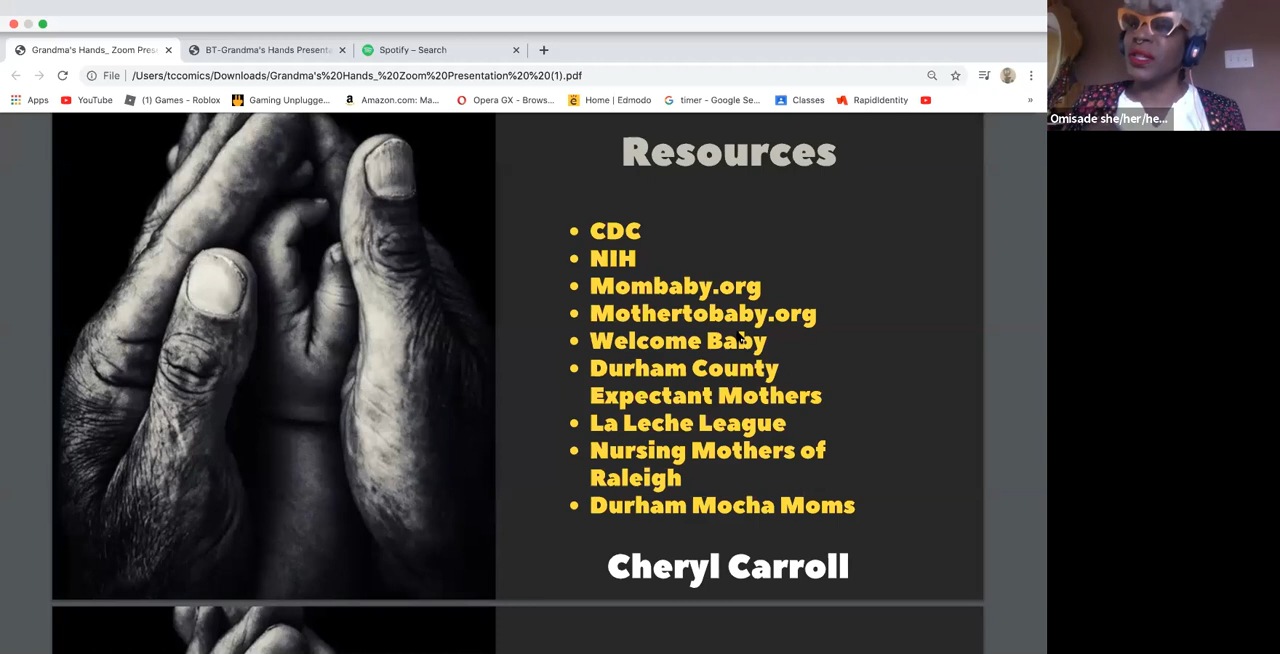 Grandma's Hands_ Zoom Pres
BT-Grandma's Hands Presenta
Spotify – Search
File
/Users/tccomics/Downloads/Grandma's%20Hands_%20Zoom%20Presentation%20%20(1).pdf
Apps
YouTube
(1) Games - Roblox
Gaming Unplugge...
Amazon.com: Ma...
Opera GX - Brows...
Home | Edmodo
timer - Google Se...
Classes
RapidIdentity
»
Omisade she/her/he...
Resources
• CDC
• NIH
• Mombaby.org
• Mothertobaby.org
• Welcome Baby
• Durham County
Expectant Mothers
• La Leche League
• Nursing Mothers of
Raleigh
• Durham Mocha Moms
Cheryl Carroll